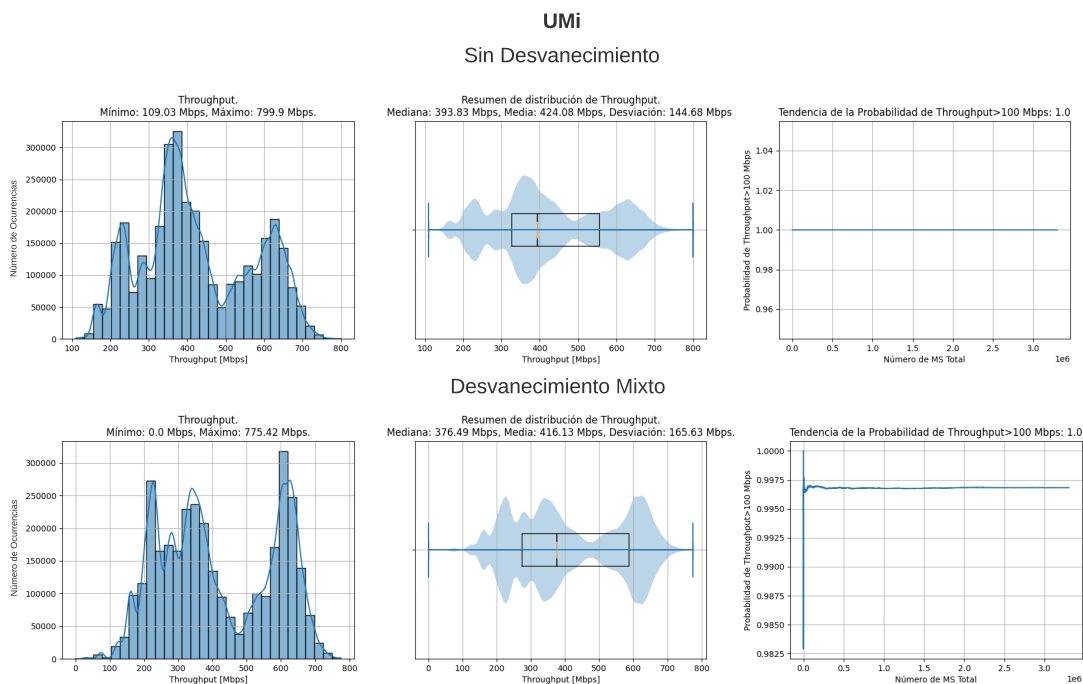 UMi
Sin Desvanecimiento
Throughput.
Mínimo: 109.03 Mbps, Máximo: 799.9 Mbps.
Número de Ocurrencias
300000
250000
200000
150000
100000
50000
0
100 200 300 400 500 600 700 800
Throughput [Mbps]
Resumen de distribución de Throughput.
Mediana: 393.83 Mbps, Media: 424.08 Mbps, Desviación: 144.68 Mbps
100 200 300 400 500 600 700 800
Throughput [Mbps]
Tendencia de la Probabilidad de Throughput>100 Mbps: 1.0
Probabilidad de Throughput>100 Mbps
1.04
1.02
1.00
0.98
0.96
0.0 0.5 1.0 1.5 2.0 2.5 3.0
1e6
Número de MS Total
Desvanecimiento Mixto
Throughput.
Mínimo: 0.0 Mbps, Máximo: 775.42 Mbps.
Número de Ocurrencias
300000
250000
200000
150000
100000
50000
0
0 100 200 300 400 500 600 700 800
Throughput [Mbps]
Resumen de distribución de Throughput.
Mediana: 376.49 Mbps, Media: 416.13 Mbps, Desviación: 165.63 Mbps.
0 100 200 300 400 500 600 700 800
Throughput [Mbps]
Tendencia de la Probabilidad de Throughput>100 Mbps: 1.0
Probabilidad de Throughput>100 Mbps
1.0000
0.9975
0.9950
0.9925
0.9900
0.9875
0.9850
0.9825
0.0 0.5 1.0 1.5 2.0 2.5 3.0
1e6
Número de MS Total